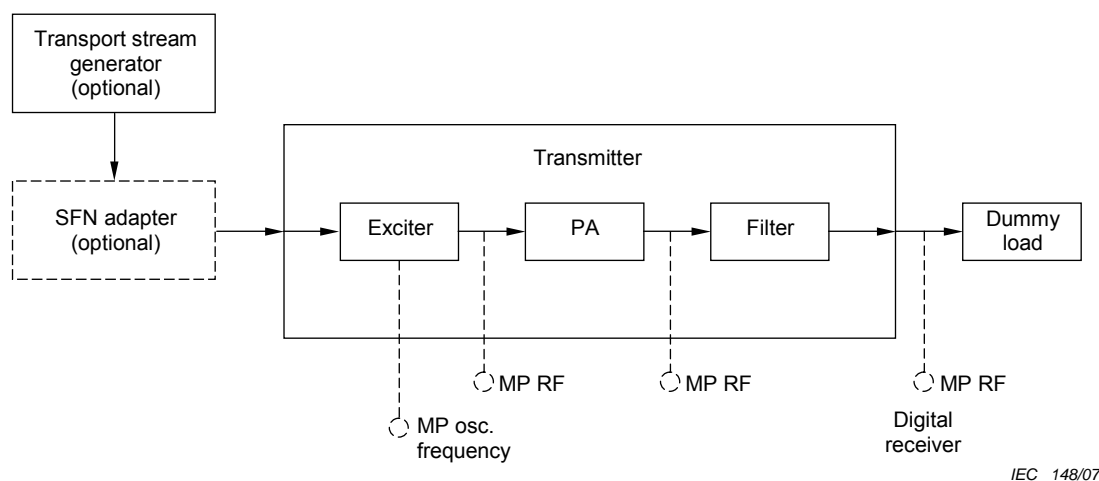 Transport stream
generator
(optional)
Transmitter
SFN adapter
(optional)
Exciter
PA
Filter
Dummy
load
MP RF
MP RF
MP RF
MP osc.
frequency
Digital
receiver
IEC 148/07